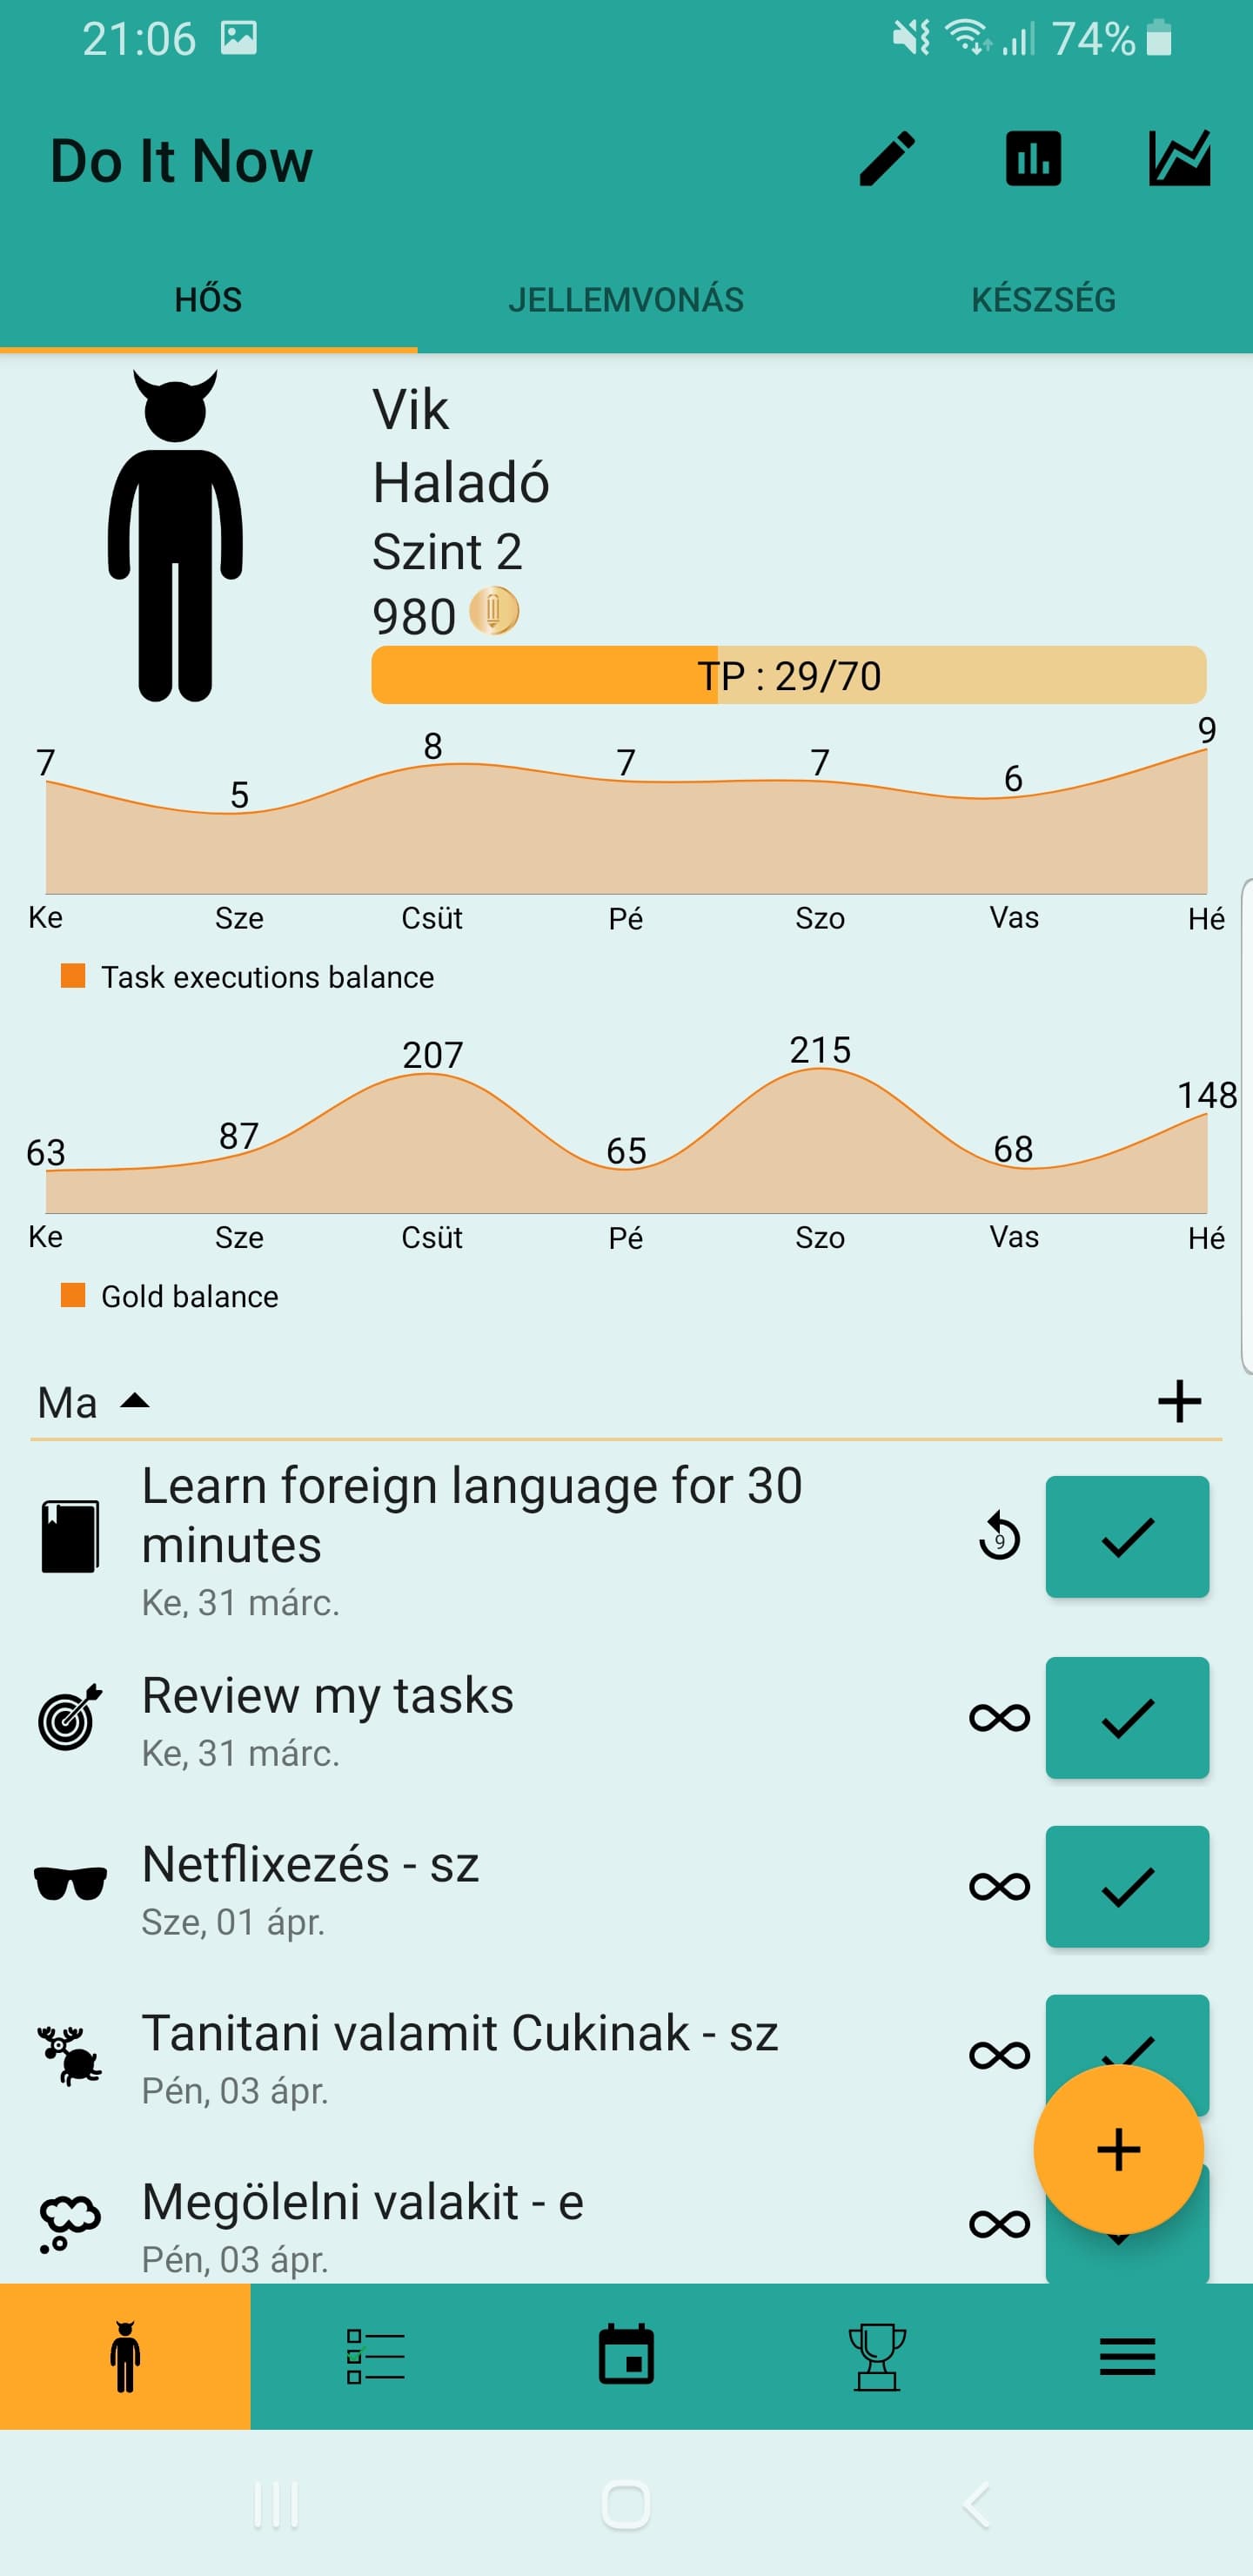 21:06 74%
Do It Now
HŐS JELLEMVONÁS KÉSZSÉG
Vik
Haladó
Szint 2
980
TP : 29/70
7 5 8 7 7 6 9
Ke Sze Csüt Pé Szo Vas Hé
Task executions balance
63 87 207 65 215 68 148
Ke Sze Csüt Pé Szo Vas Hé
Gold balance
Ma
Learn foreign language for 30
minutes
9
Ke, 31 márc.
Review my tasks
Ke, 31 márc.
Netflixezés - sz
Sze, 01 ápr.
Tanitani valamit Cukinak - sz
Pén, 03 ápr.
Megölelni valakit - e
Pén, 03 ápr.